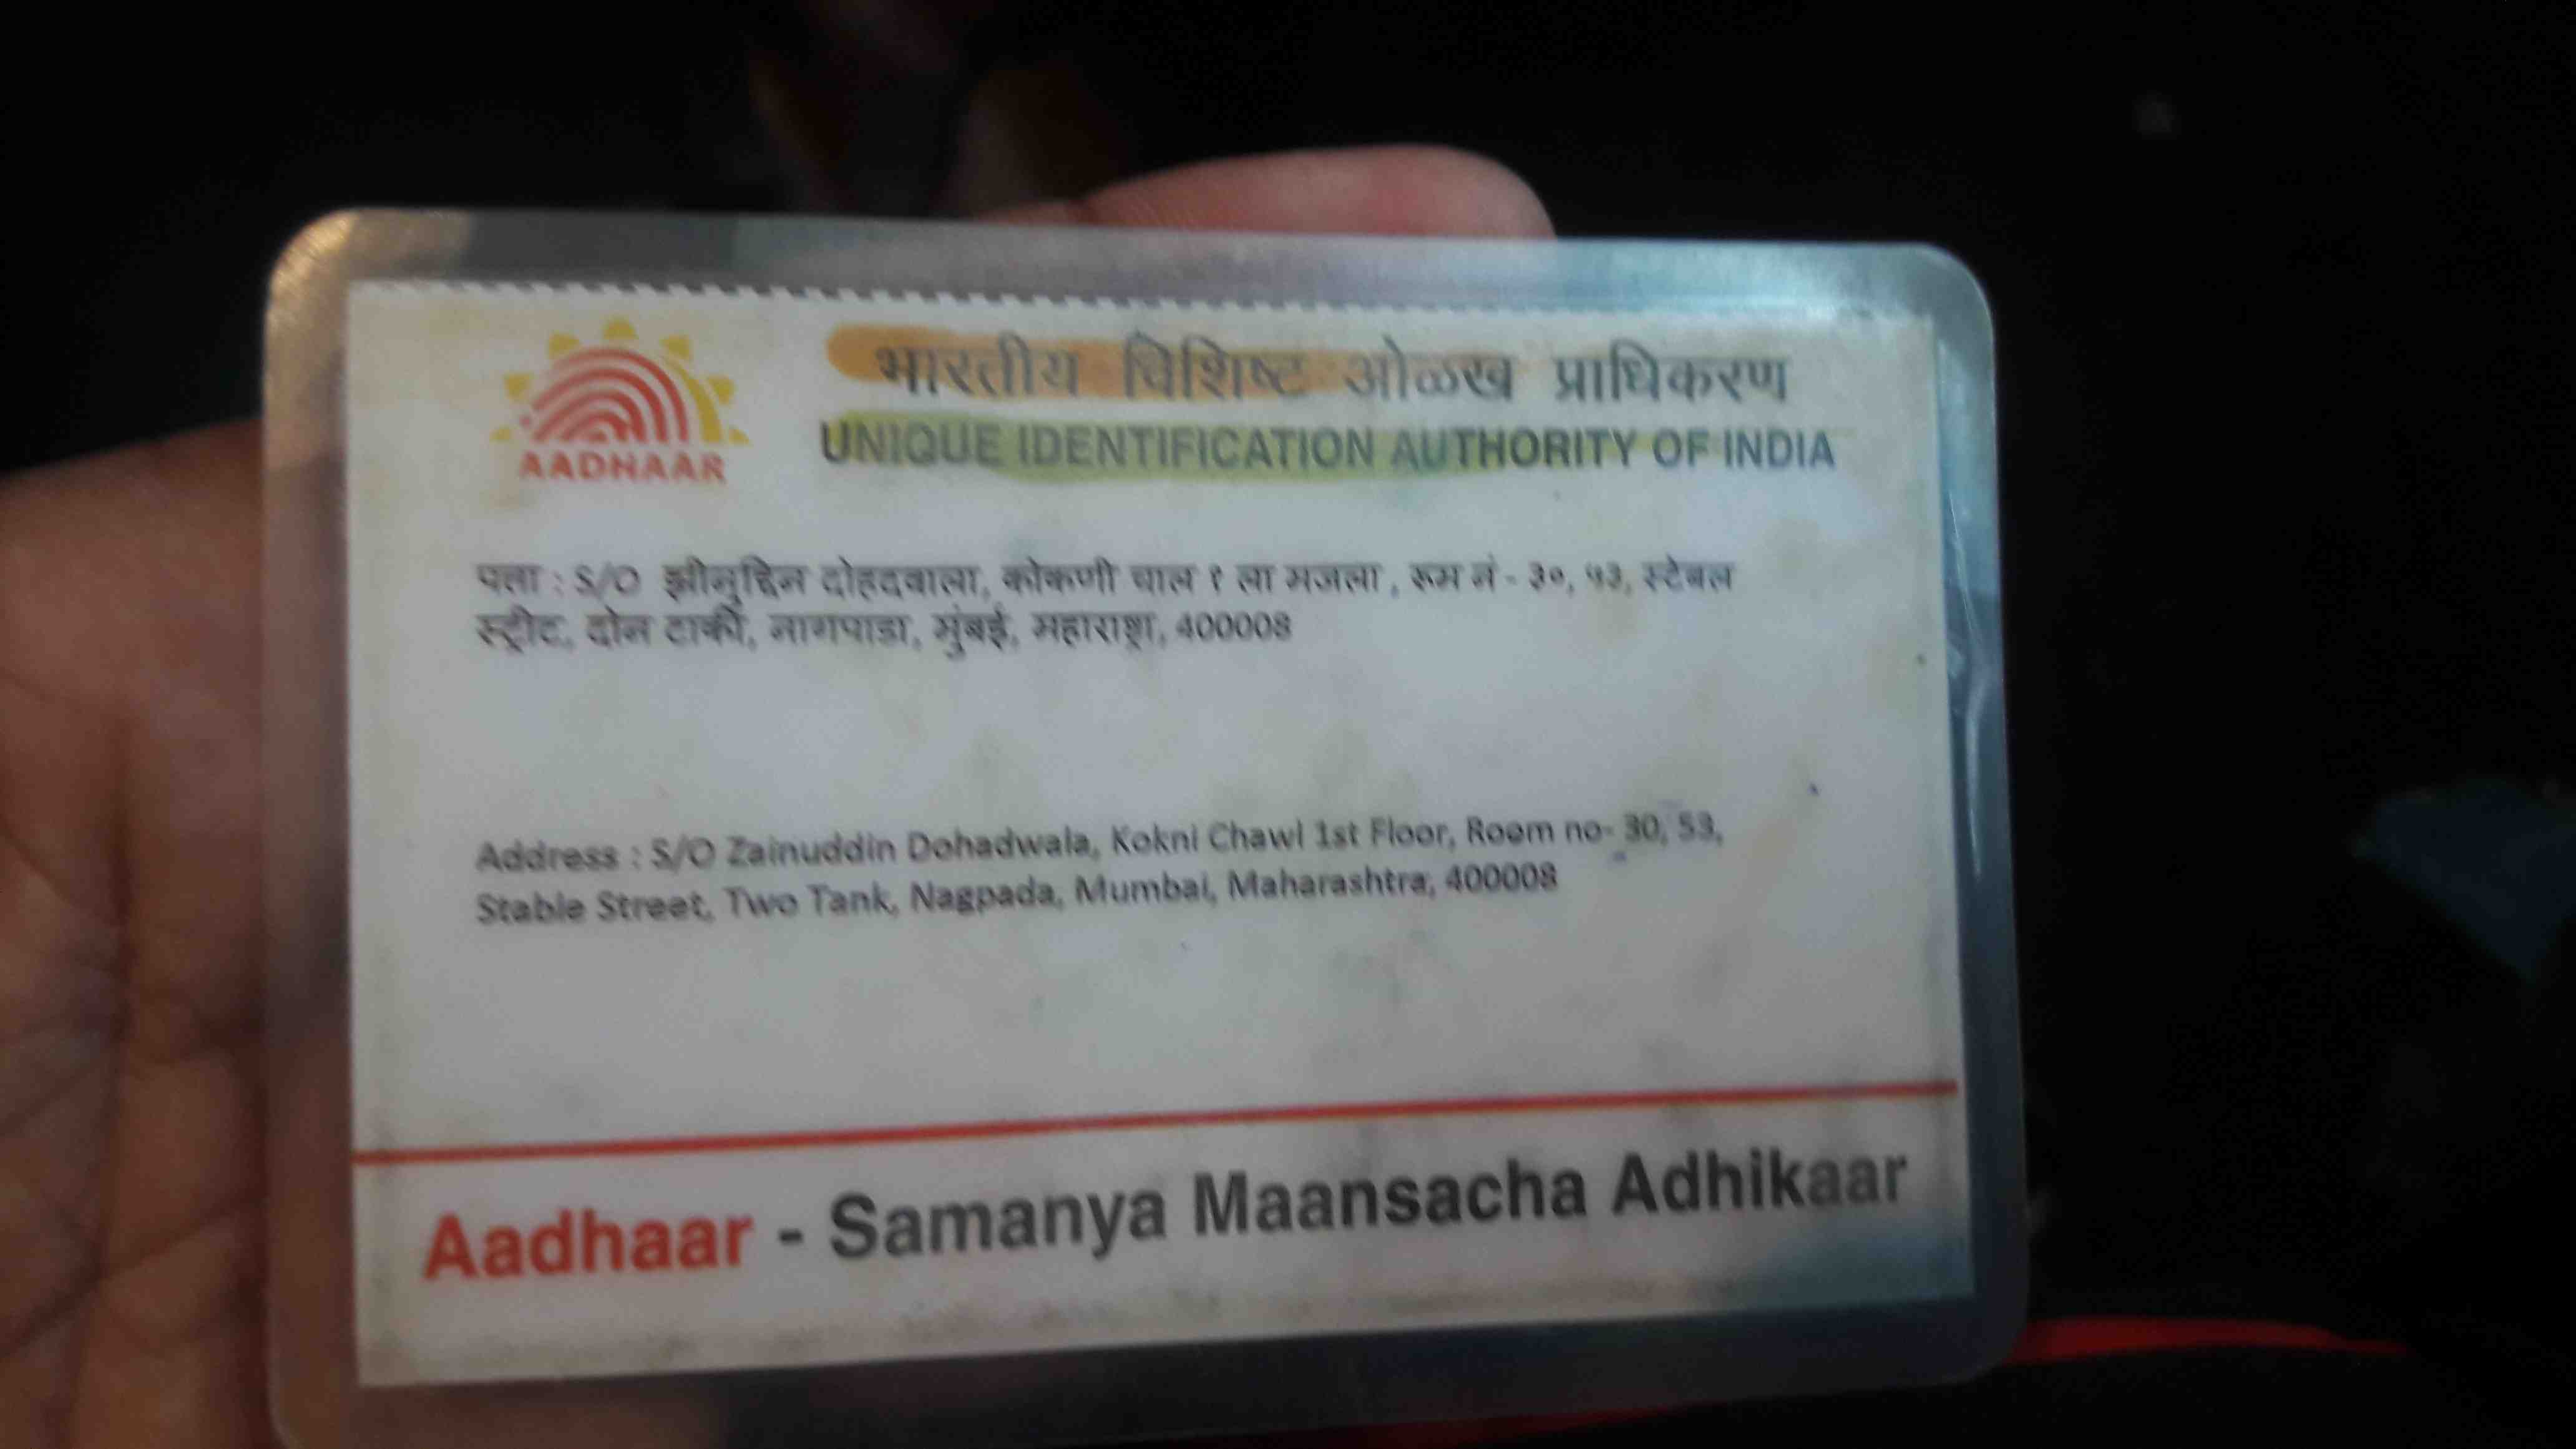 भारतीय विशिष्ट ओळख प्राधिकरण
UNIQUE IDENTIFICATION AUTHORITY OF INDIA
AADHAAR
पत्ता : S/O झीनुद्दिन दोहदवाला, कोकणी चाल १ ला मजला , रूम नं - ३०, ५३, स्टेबल
स्ट्रीट, दोन टाकी, नागपाडा, मुंबई, महाराष्ट्रा, 400008
Address : S/O Zainuddin Dohadwala, Kokni Chawl 1st Floor, Room no- 30, 53,
Stable Street, Two Tank, Nagpada, Mumbai, Maharashtra, 400008
Aadhaar - Samanya Maansacha Adhikaar